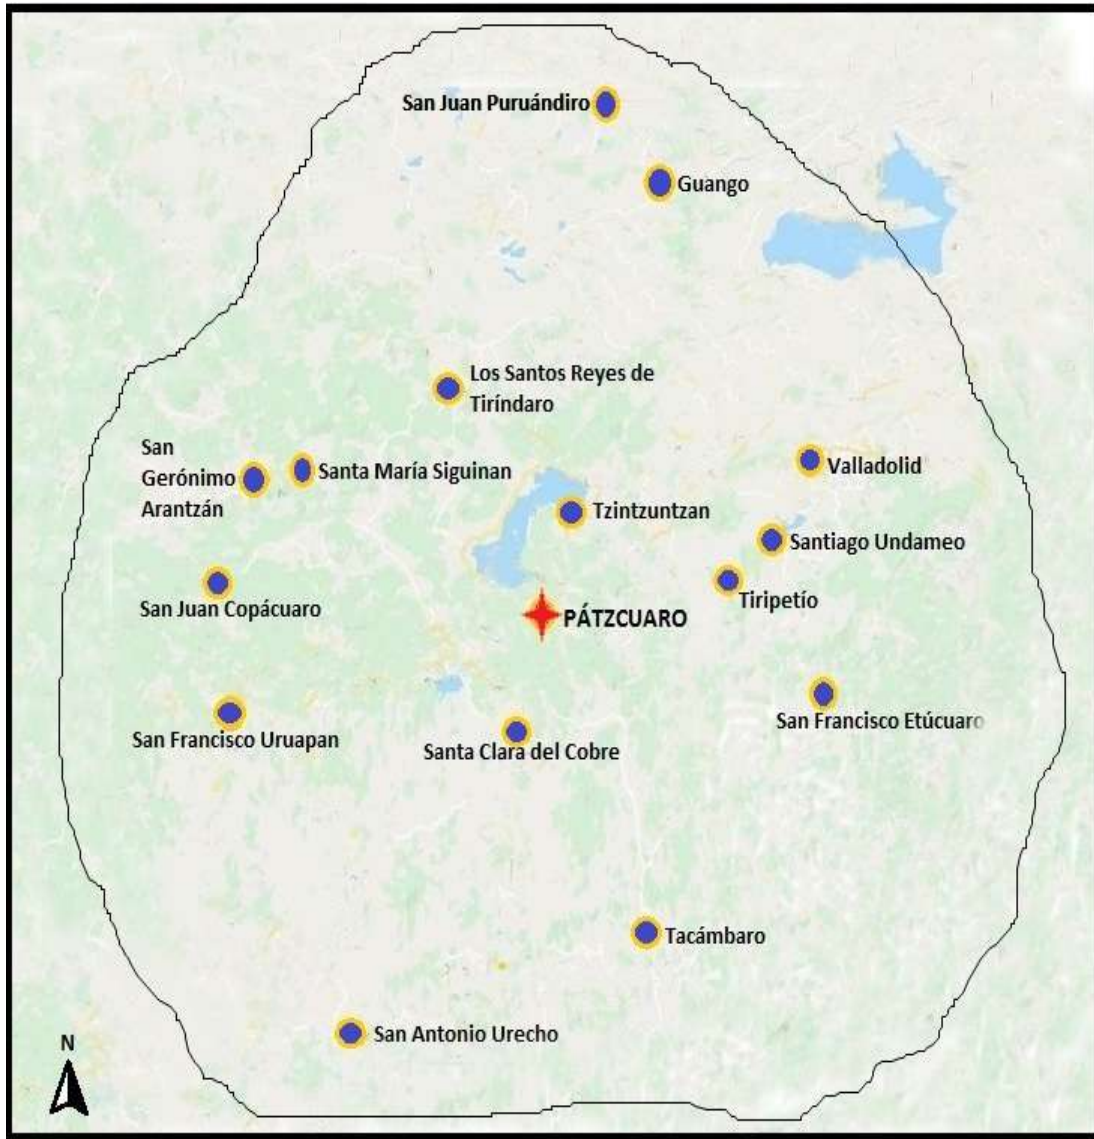 San Juan Puruándiro
Guango
Los Santos Reyes de
Tiríndaro
San
Gerónimo
Arantzán
Santa María Siguinan
Valladolid
Tzintzuntzan
Santiago Undameo
Tiripetío
San Juan Copácuaro
PÁTZCUARO
San Francisco Etúcuaro
San Francisco Uruapan
Santa Clara del Cobre
Tacámbaro
San Antonio Urecho
N